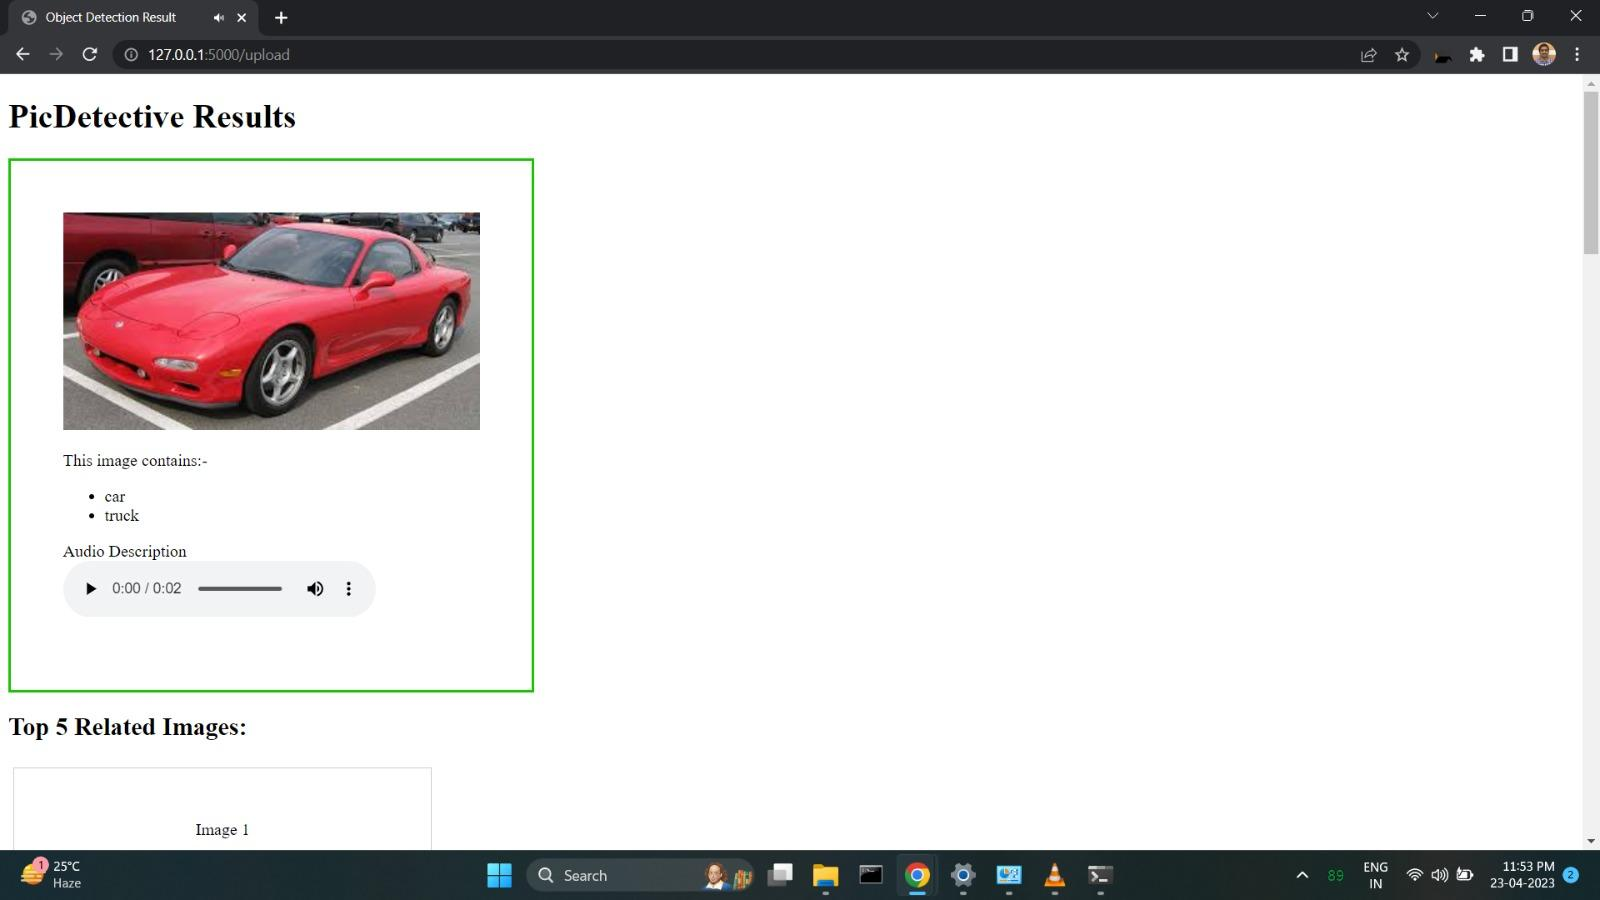 Object Detection Result
127.0.0.1:5000/upload
PicDetective Results
This image contains:-
car
truck
Audio Description
0:00 / 0:02
Top 5 Related Images:
Image 1
1
25°C
Haze
Search
89
ENG
IN
11:53 PM
23-04-2023
2